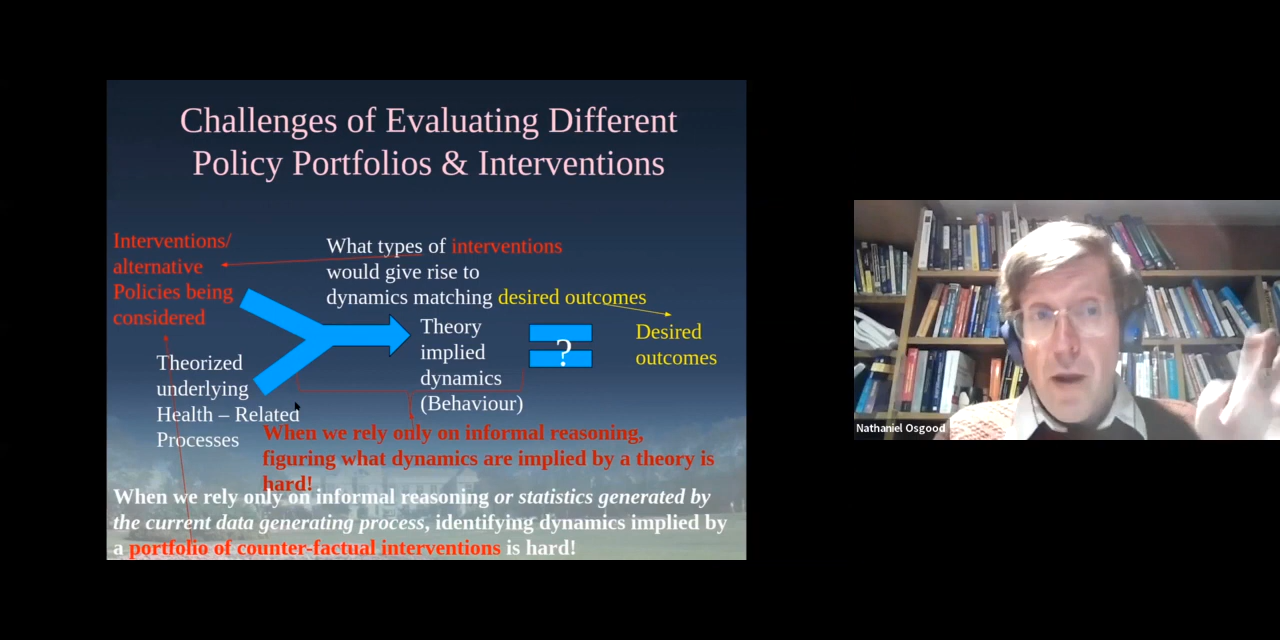 Challenges of Evaluating Different
Policy Portfolios & Interventions
Interventions/
alternative
Policies being
considered
What types of interventions
would give rise to
dynamics matching desired outcomes
Theory
implied
dynamics
(Behaviour)
?
Desired
outcomes
Theorized
underlying
Health – Related
Processes
When we rely only on informal reasoning,
figuring what dynamics are implied by a theory is
hard!
When we rely only on informal reasoning or statistics generated by
the current data generating process, identifying dynamics implied by
a portfolio of counter-factual interventions is hard!
Nathaniel Osgood